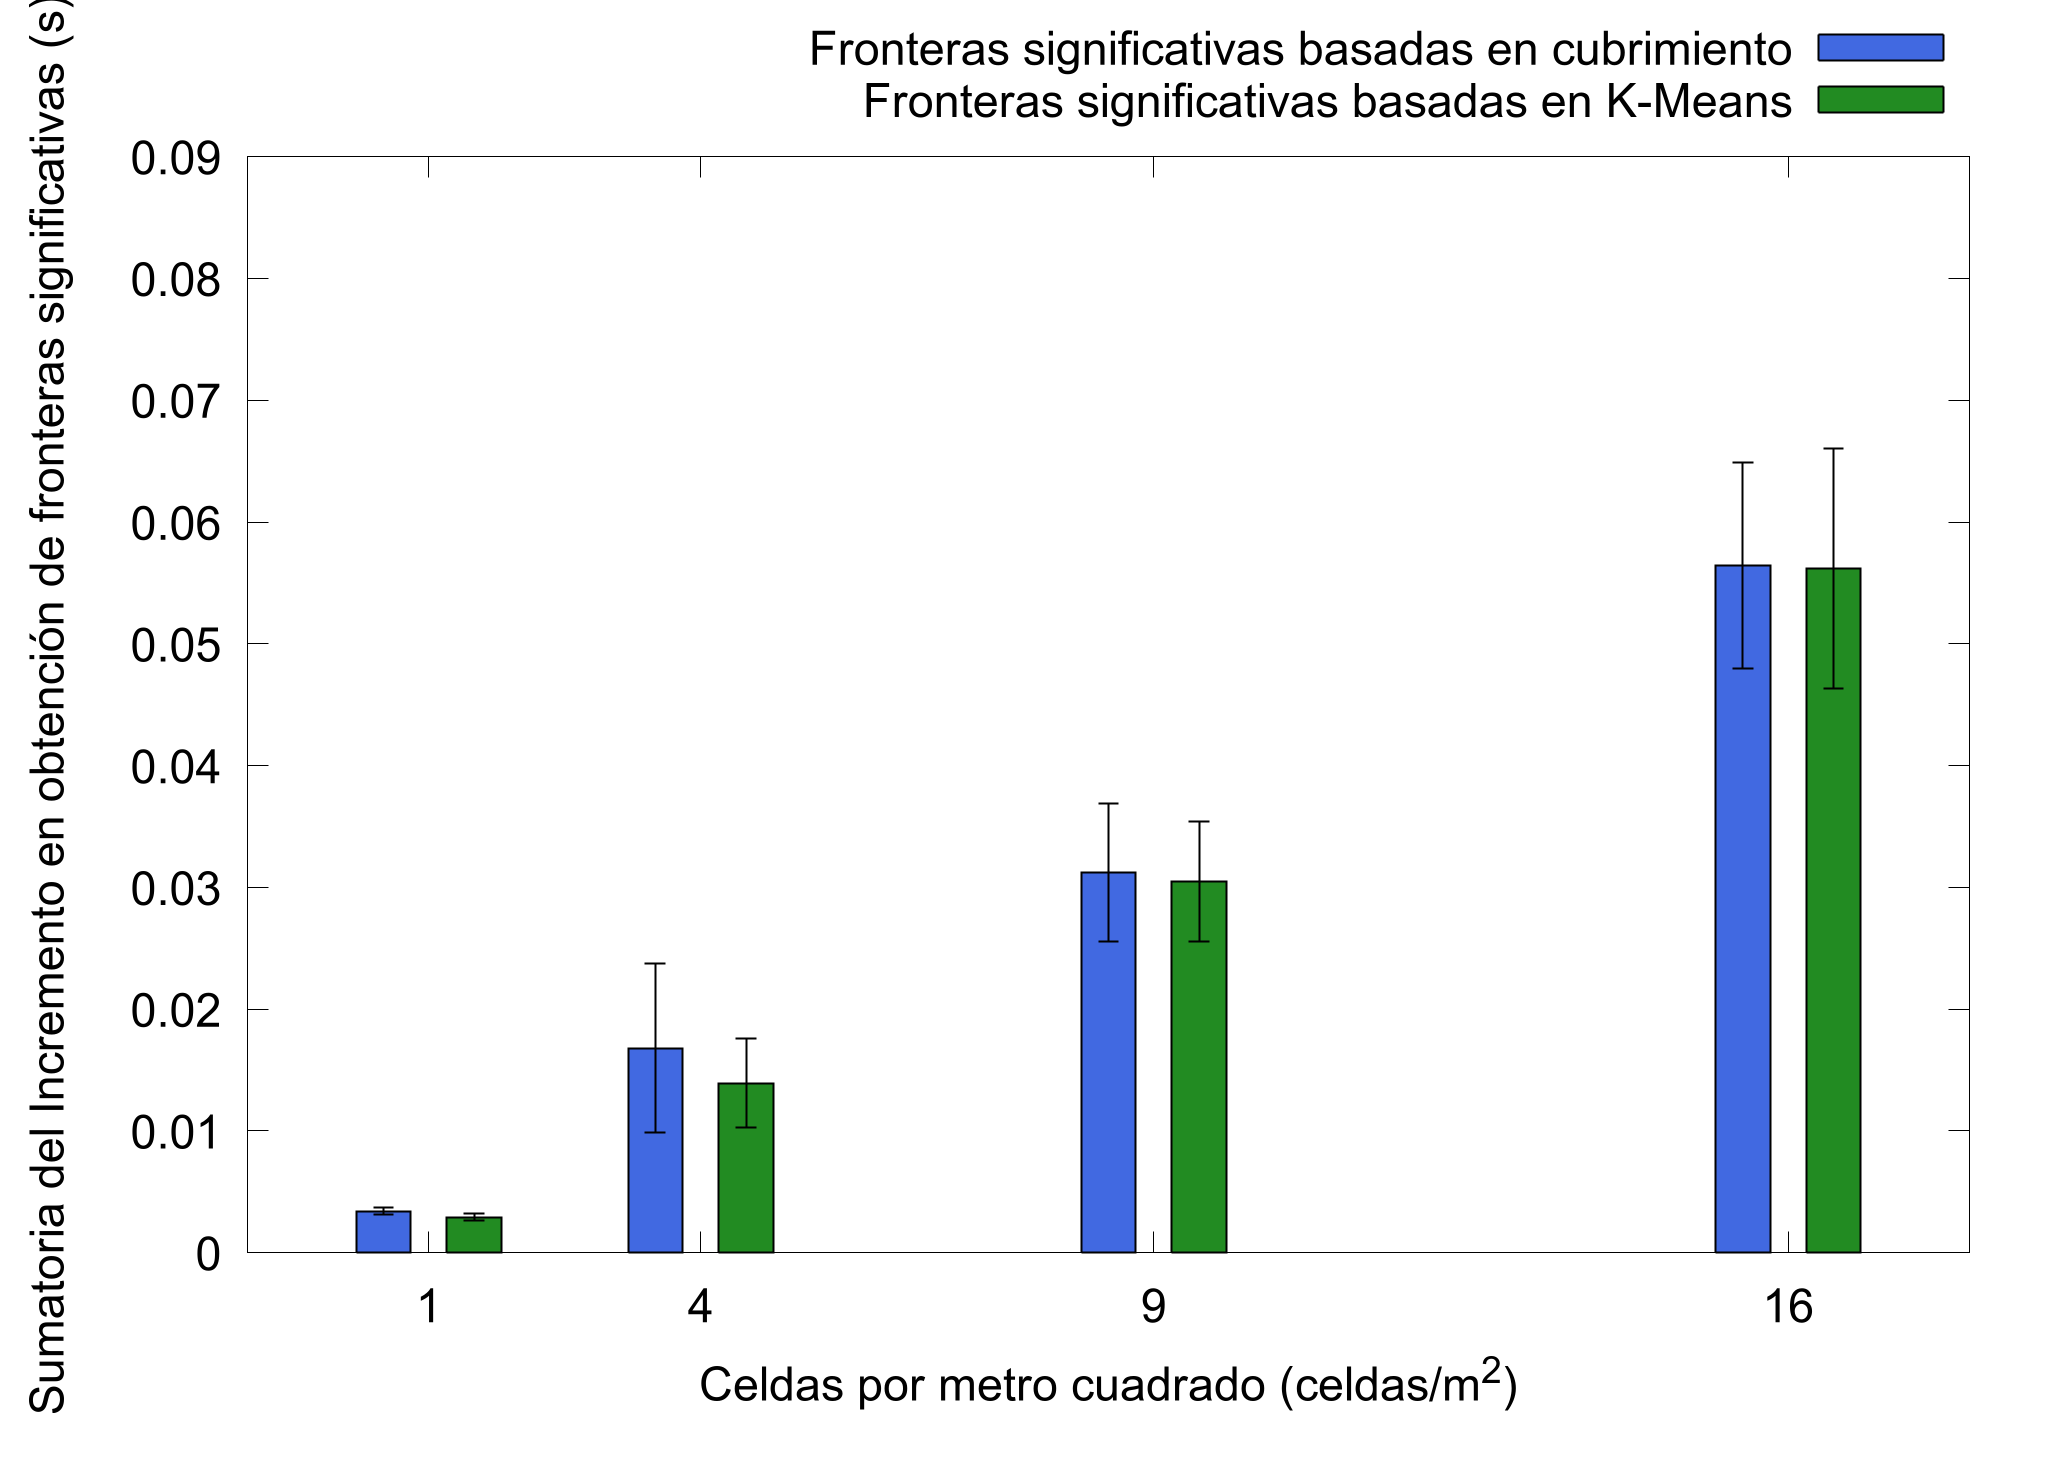 Fronteras significativas basadas en cubrimiento
Fronteras significativas basadas en K-Means
Sumatoria del Incremento en obtención de fronteras significativas (s)
0.09
0.08
0.07
0.06
0.05
0.04
0.03
0.02
0.01
0
1 4 9 16
Celdas por metro cuadrado (celdas/m²)